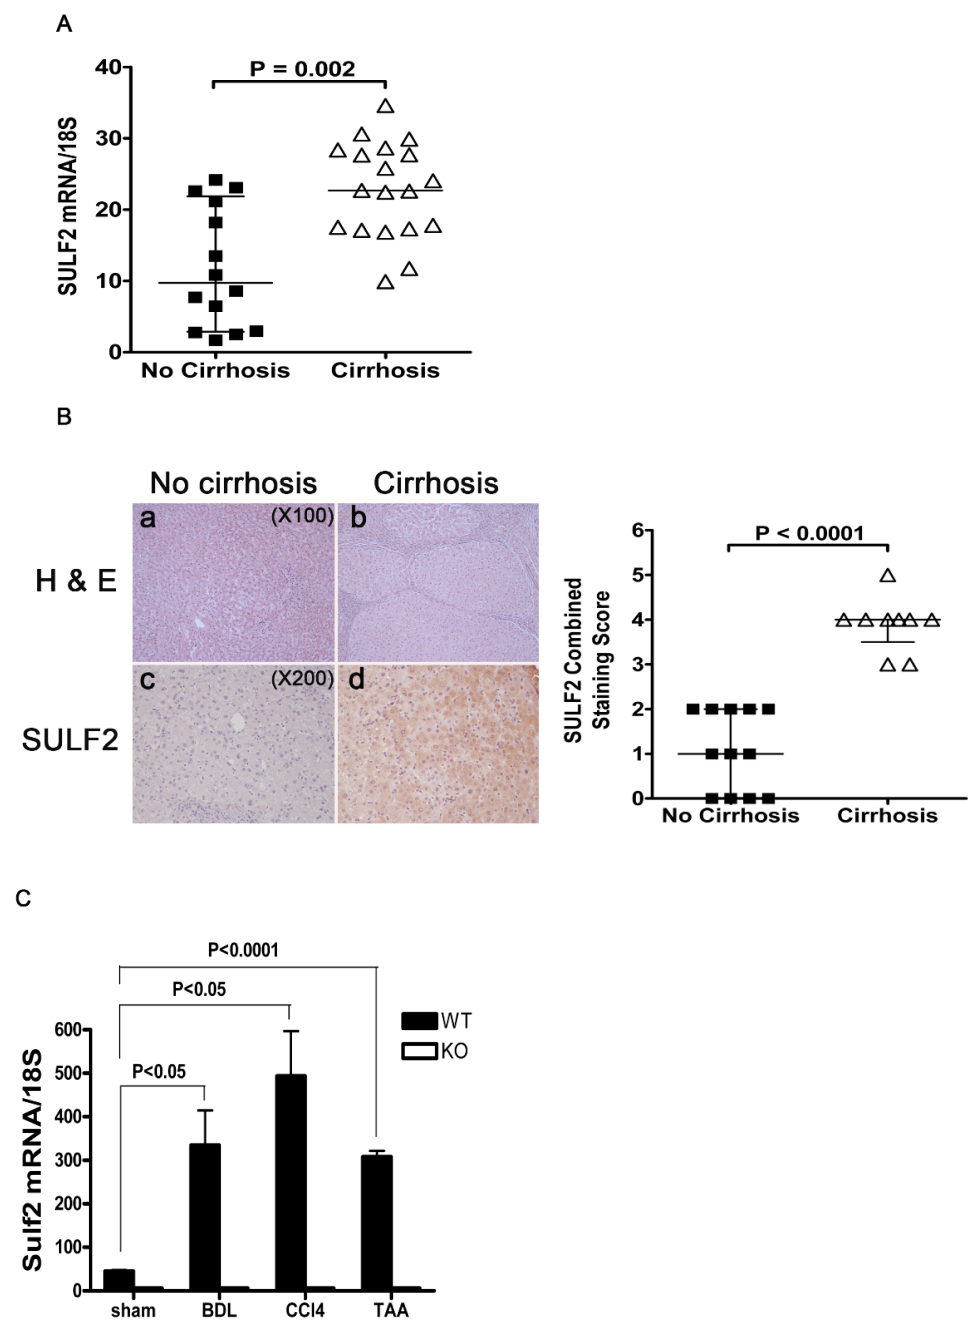 A
P = 0.002
SULF2 mRNA/18S
40
30
20
10
0
No Cirrhosis
Cirrhosis
B
No cirrhosis
Cirrhosis
H & E
SULF2
a
(X100)
b
c
(X200)
d
P < 0.0001
SULF2 Combined
Staining Score
6
5
4
3
2
1
0
No Cirrhosis
Cirrhosis
C
P<0.0001
P<0.05
P<0.05
WT
KO
Sulf2 mRNA/18S
600
500
400
300
200
100
0
sham
BDL
CCl4
TAA